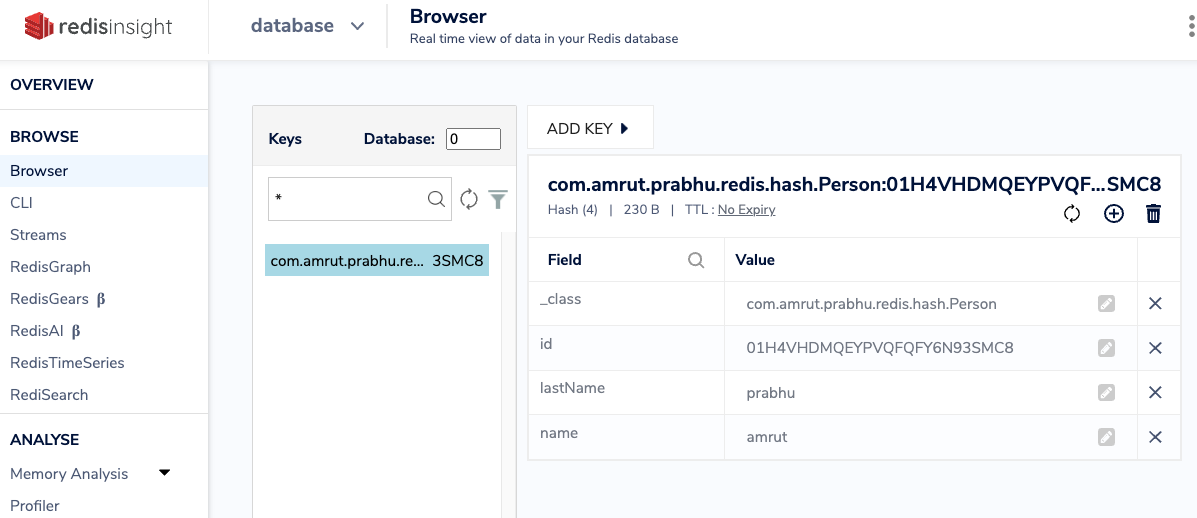 redisinsight
database
Browser
Real time view of data in your Redis database
OVERVIEW
BROWSE
Browser
CLI
Streams
RedisGraph
RedisGears β
RedisAI β
RedisTimeSeries
RediSearch
ANALYSE
Memory Analysis
Profiler
Keys Database: 0
*
com.amrut.prabhu.re... 3SMC8
ADD KEY
com.amrut.prabhu.redis.hash.Person:01H4VHDMQEYPVQF...SMC8
Hash (4) | 230 B | TTL : No Expiry
Field Value
_class com.amrut.prabhu.redis.hash.Person
id 01H4VHDMQEYPVQFQFY6N93SMC8
lastName prabhu
name amrut